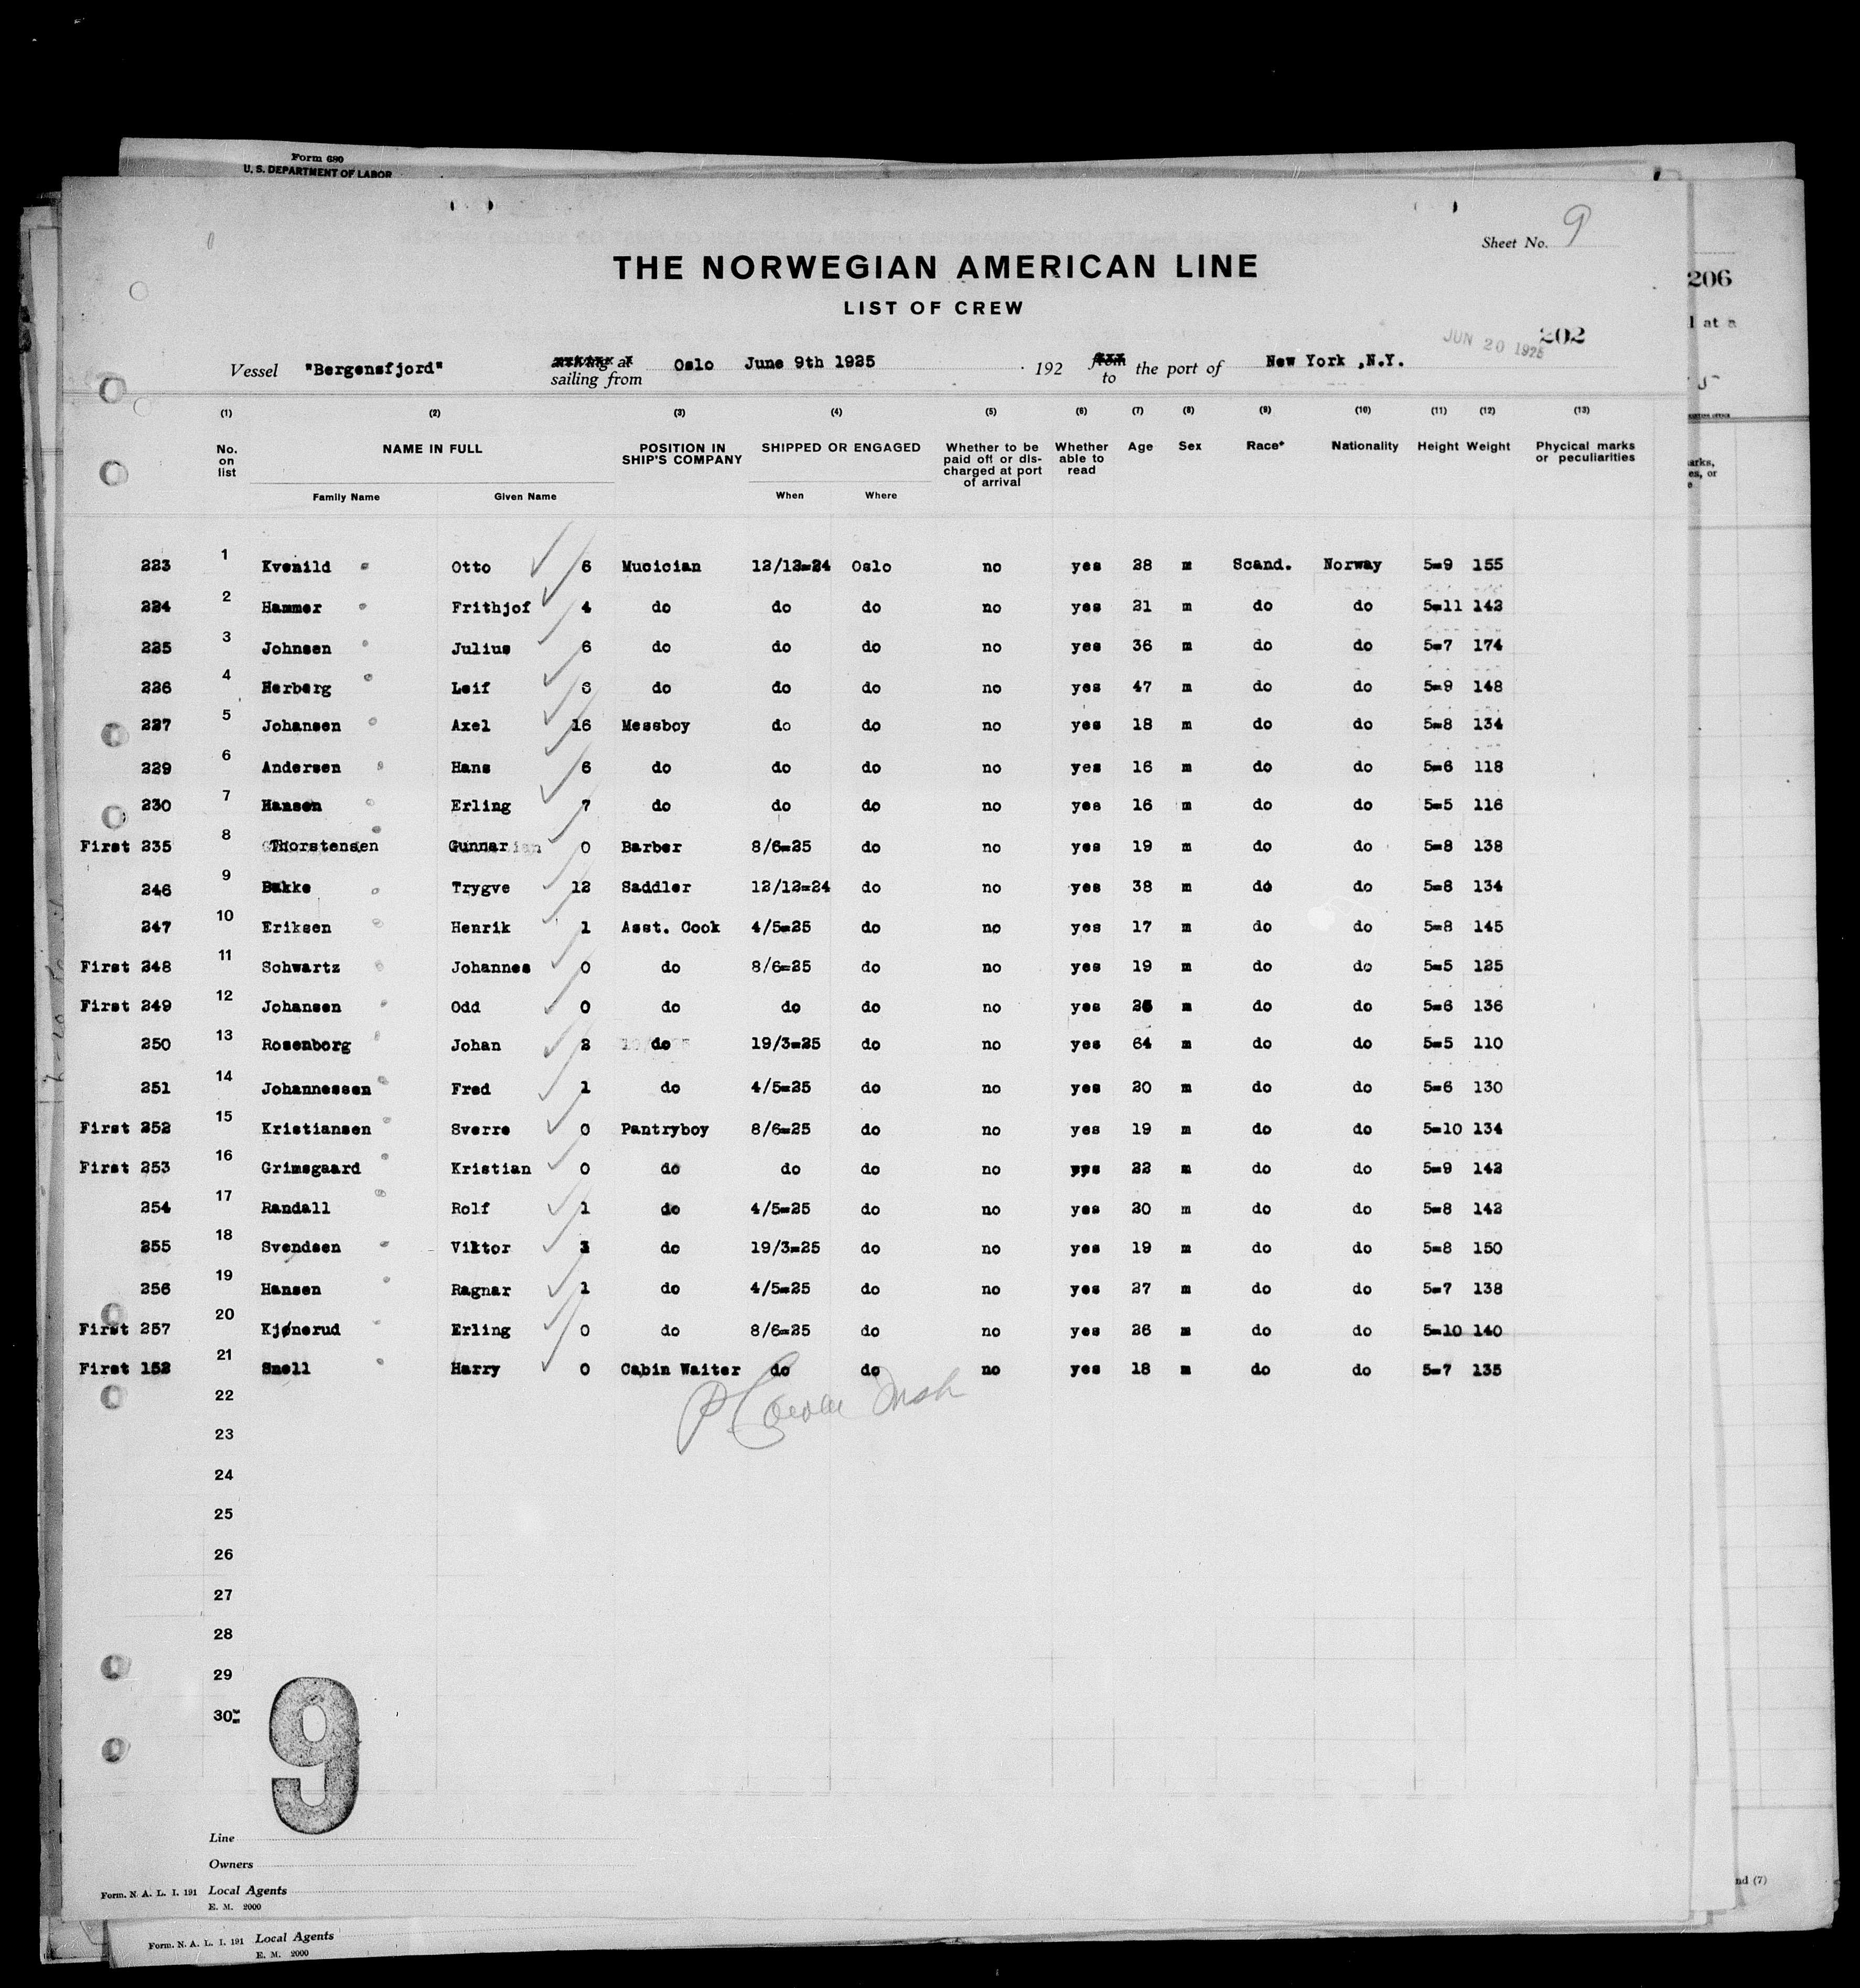 Form 680
U. S. DEPARTMENT OF LABOR
Sheet No. 9
THE NORWEGIAN AMERICAN LINE
206
LIST OF CREW
l at a
JUN 20 1925 202
Vessel "Bergensfjord" at sailing from Oslo June 9th 1925 192 from to the port of New York ,N.Y.
(1) (2) (3) (4) (5) (6) (7) (8) (9) (10) (11) (12) (13)
No. on list NAME IN FULL POSITION IN SHIP'S COMPANY SHIPPED OR ENGAGED Whether to be paid off or discharged at port of arrival Whether able to read Age Sex Race* Nationality Height Weight Phycical marks or peculiarities
Family Name Given Name When Where
223 1 Kvenild Otto 6 Mucician 12/12=24 Oslo no yes 28 m Scand. Norway 5=9 155
224 2 Hammer Frithjof 4 do do do no yes 21 m do do 5=11 142
225 3 Johnsen Julius 6 do do do no yes 36 m do do 5=7 174
226 4 Herberg Leif 6 do do do no yes 47 m do do 5=9 148
227 5 Johansen Axel 16 Messboy do do no yes 18 m do do 5=8 134
229 6 Andersen Hans 6 do do do no yes 16 m do do 5=6 118
230 7 Hansen Erling 7 do do do no yes 16 m do do 5=5 116
First 235 8 Thorstensen Gunnar 0 Barber 8/6=25 do no yes 19 m do do 5=8 138
246 9 Bakke Trygve 12 Saddler 12/12=24 do no yes 38 m do do 5=8 134
247 10 Eriksen Henrik 1 Asst. Cook 4/5=25 do no yes 17 m do do 5=8 145
First 248 11 Schwartz Johannes 0 do 8/6=25 do no yes 19 m do do 5=5 125
First 249 12 Johansen Odd 0 do do do no yes m do do 5=6 136
250 13 Rosenborg Johan 2 do 19/3=25 do no yes 64 m do do 5=5 110
251 14 Johannessen Fred 1 do 4/5=25 do no yes 20 m do do 5=6 130
First 252 15 Kristiansen Sverre 0 Pantryboy 8/6=25 do no yes 19 m do do 5=10 134
First 253 16 Grimsgaard Kristian 0 do do do no yes 22 m do do 5=9 142
254 17 Randall Rolf 1 do 4/5=25 do no yes 20 m do do 5=8 142
255 18 Svendsen Viktor do 19/3=25 do no yes 19 m do do 5=8 150
256 19 Hansen Ragnar 1 do 4/5=25 do no yes 27 m do do 5=7 138
First 257 20 Kjønerud Erling 0 do 8/6=25 do no yes 26 m do do 5=10 140
First 152 21 Snell Harry 0 Cabin Waiter do do no yes 18 m do do 5=7 135
22
23
24
25
26
27
28
29
30
9
Line
Owners
nd (7)
Form. N. A. L. I. 191 Local Agents
E. M. 2000
Form. N. A. L. I. 191 Local Agents
E. M. 2000